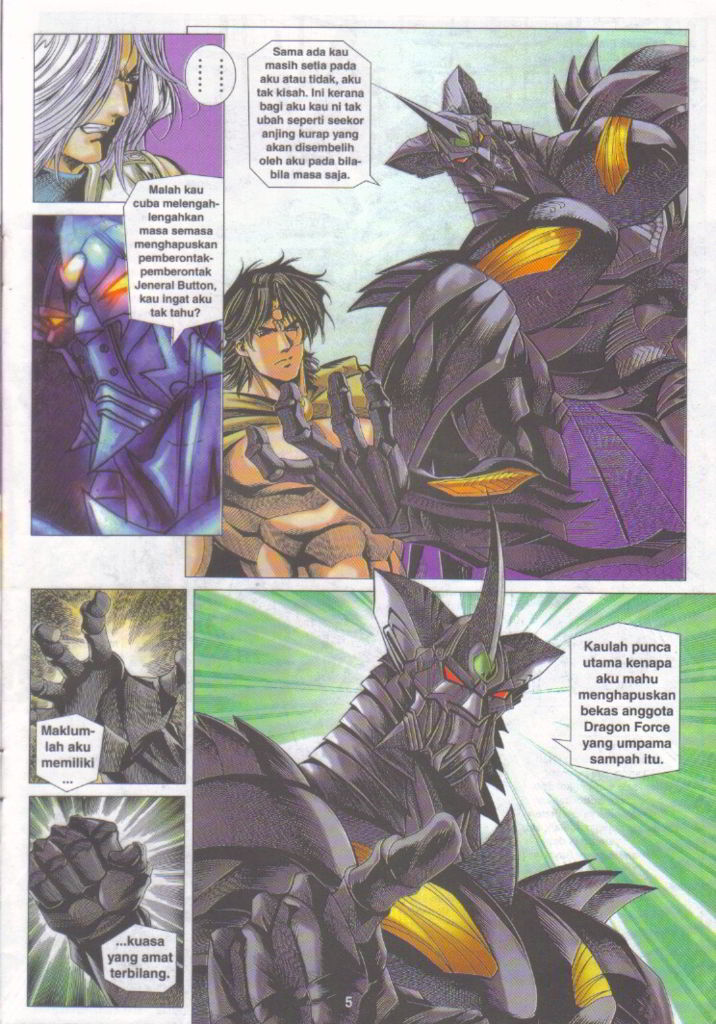 ......
......
Sama ada kau
masih setia pada
aku atau tidak, aku
tak kisah. Ini kerana
bagi aku kau ni tak
ubah seperti seekor
anjing kurap yang
akan disembelih
oleh aku pada bila-
bila masa saja.
Malah kau
cuba melengah-
lengahkan
masa semasa
menghapuskan
pemberontak-
pemberontak
Jeneral Button,
kau ingat aku
tak tahu?
Kaulah punca
utama kenapa
aku mahu
menghapuskan
bekas anggota
Dragon Force
yang umpama
sampah itu.
Maklum-
lah aku
memiliki
...
...kuasa
yang amat
terbilang.
5